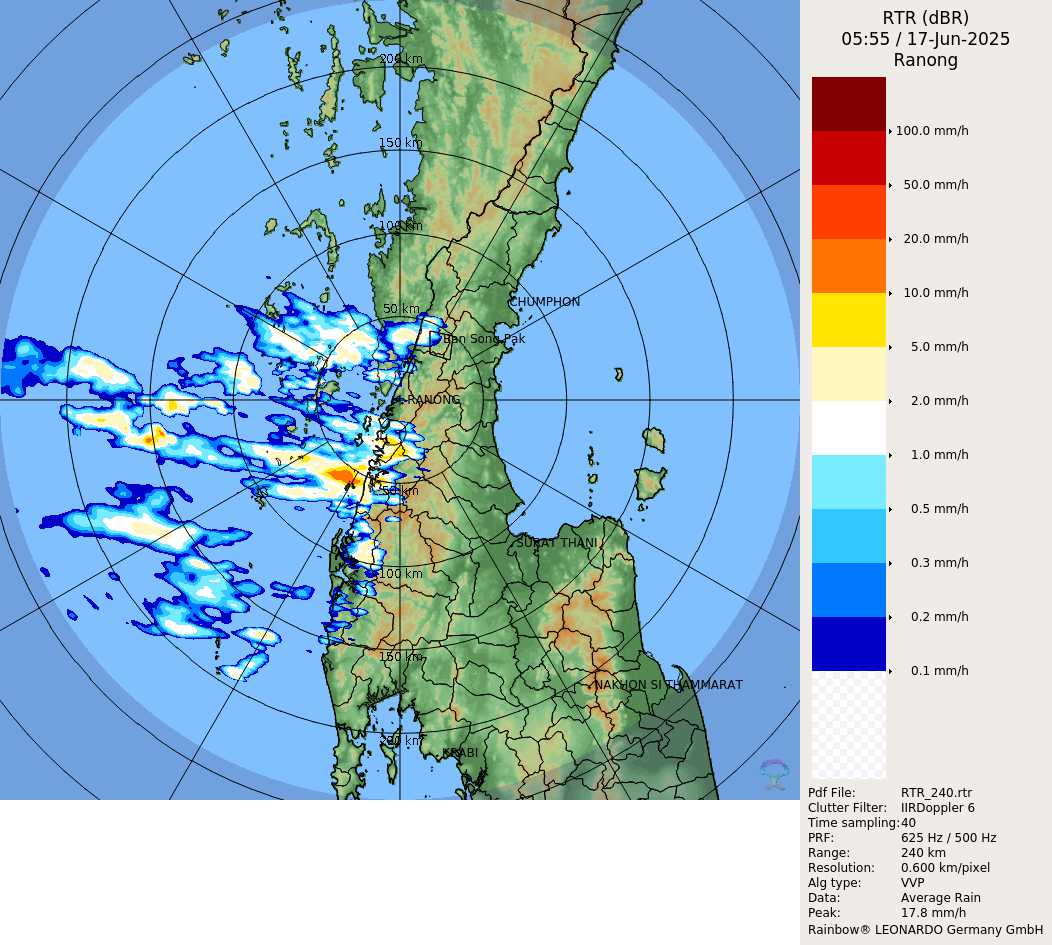 RTR (dBR)
05:55 / 17-Jun-2025
Ranong
200 km
150 km
100 km
50 km
CHUMPHON
Ban Song Pak
RANONG
50 km
SURAT THANI
100 km
150 km
NAKHON SI THAMMARAT
200 km
KRABI
100.0 mm/h
50.0 mm/h
20.0 mm/h
10.0 mm/h
5.0 mm/h
2.0 mm/h
1.0 mm/h
0.5 mm/h
0.3 mm/h
0.2 mm/h
0.1 mm/h
Pdf File: RTR_240.rtr
Clutter Filter: IIRDoppler 6
Time sampling: 40
PRF: 625 Hz / 500 Hz
Range: 240 km
Resolution: 0.600 km/pixel
Alg type: VVP
Data: Average Rain
Peak: 17.8 mm/h
Rainbow® LEONARDO Germany GmbH